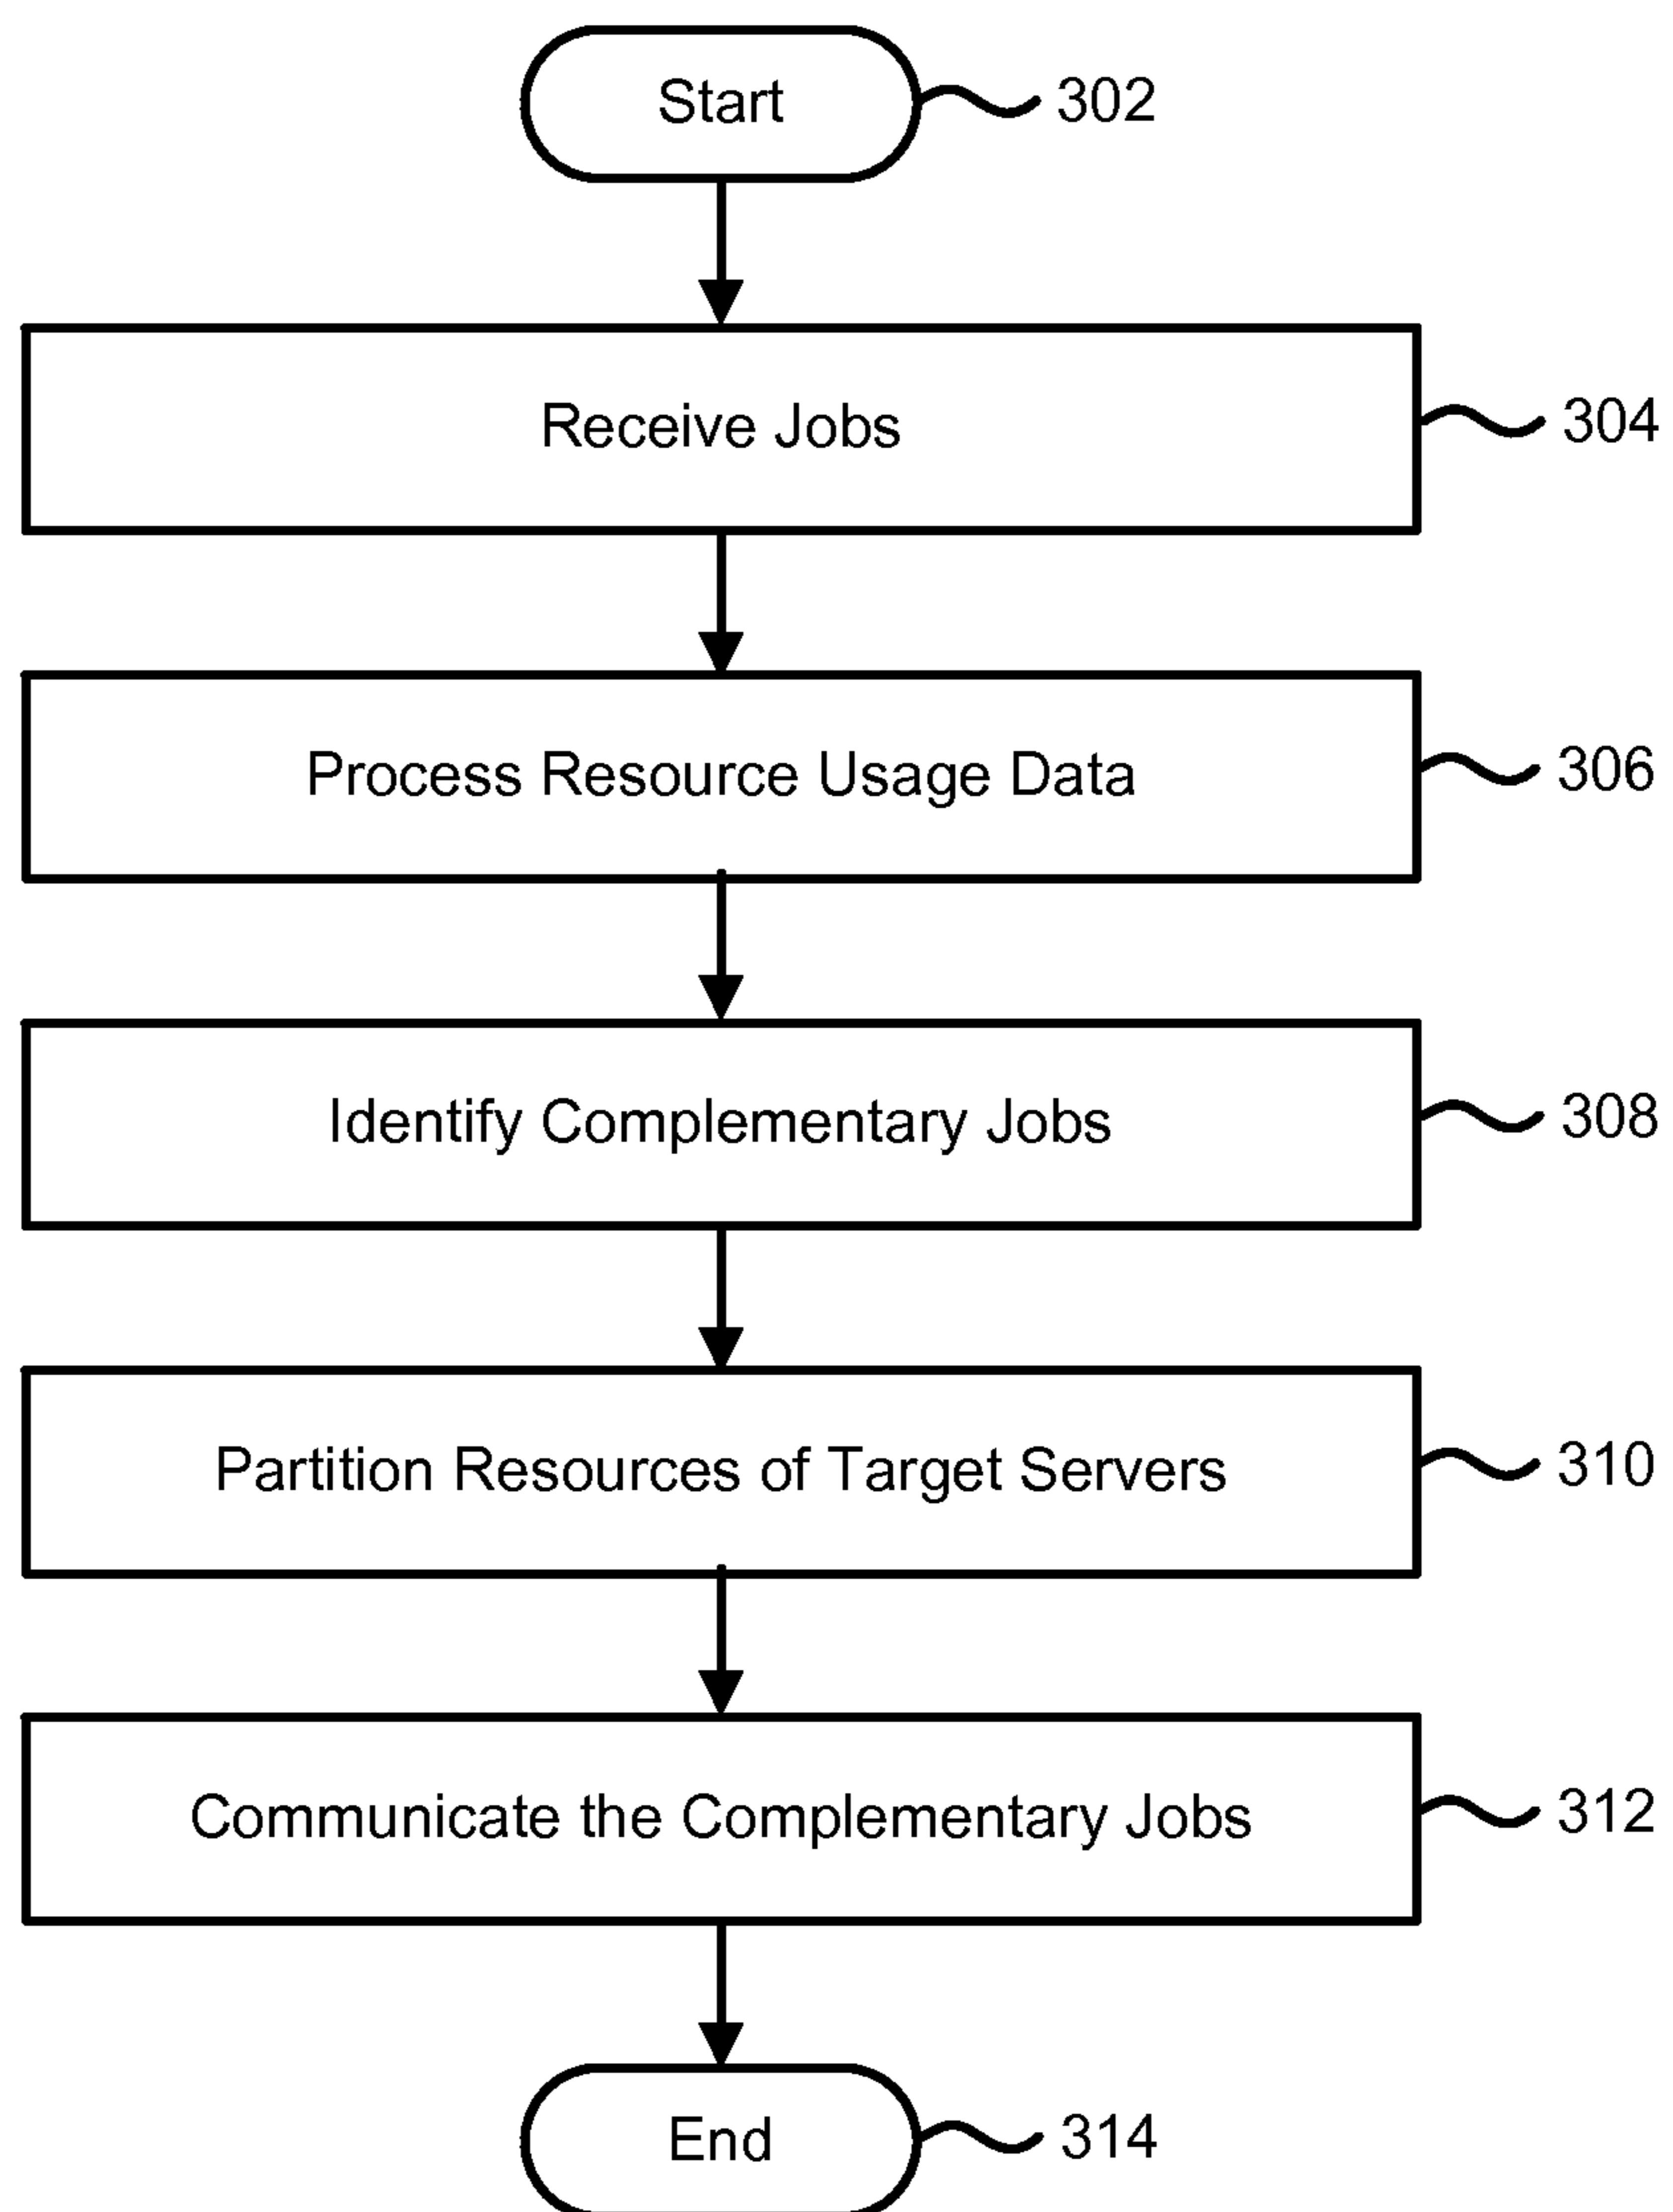 Start
302
Receive Jobs
304
Process Resource Usage Data
306
Identify Complementary Jobs
308
Partition Resources of Target Servers
310
Communicate the Complementary Jobs
312
End
314